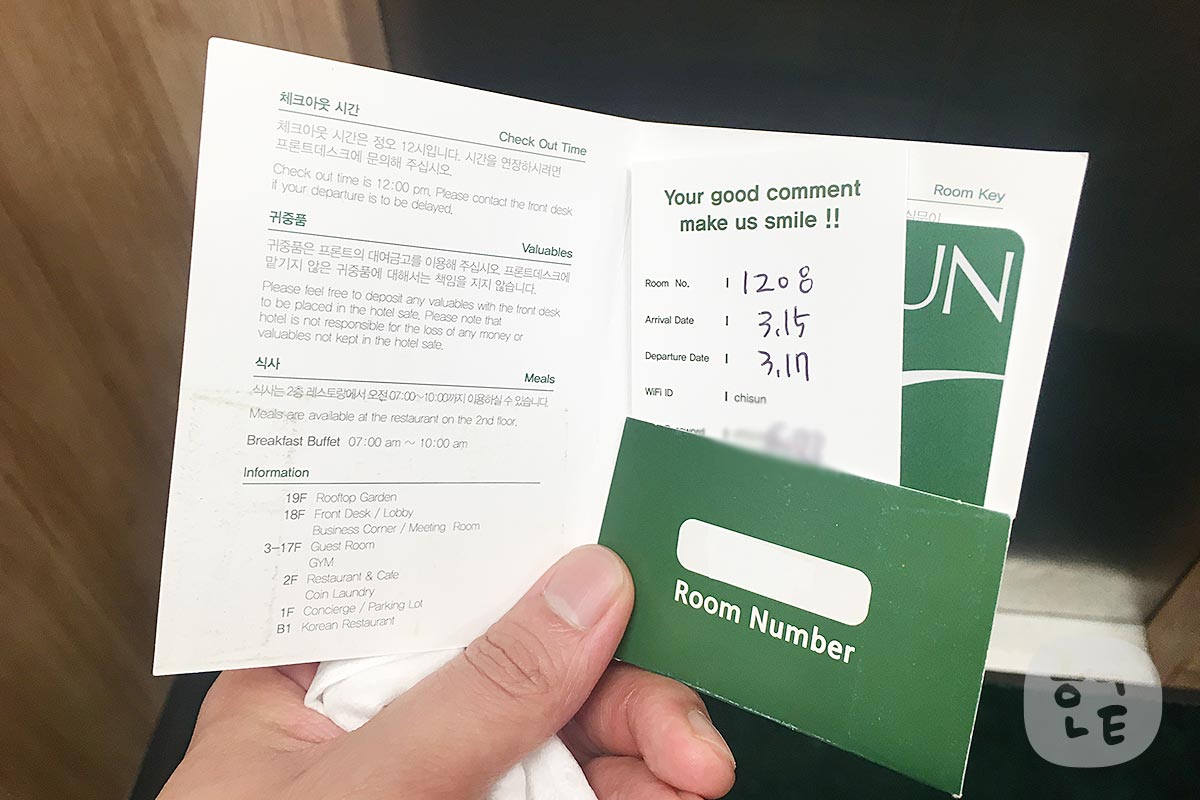 체크아웃 시간
Check Out Time
체크아웃 시간은 정오 12시입니다. 시간을 연장하시려면
프론트데스크에 문의해 주십시오.
Check out time is 12:00 pm. Please contact the front desk
if your departure is to be delayed.
귀중품
Valuables
귀중품은 프론트의 대여금고를 이용해 주십시오. 프론트데스크에
맡기지 않은 귀중품에 대해서는 책임을 지지 않습니다.
Please feel free to deposit any valuables with the front desk
to be placed in the hotel safe. Please note that
hotel is not responsible for the loss of any money or
valuables not kept in the hotel safe.
식사
Meals
식사는 2층 레스토랑에서 오전 07:00~10:00까지 이용하실 수 있습니다.
Meals are available at the restaurant on the 2nd floor.
Breakfast Buffet 07:00 am ~ 10:00 am
Information
19F Rooftop Garden
18F Front Desk / Lobby
Business Corner / Meeting Room
3-17F Guest Room
GYM
2F Restaurant & Cafe
Coin Laundry
1F Concierge / Parking Lot
B1 Korean Restaurant
Your good comment
make us smile !!
Room No. I 1208
Arrival Date I 3.15
Departure Date I 3.17
WiFi ID I chisun
Room Key
UN
Room Number